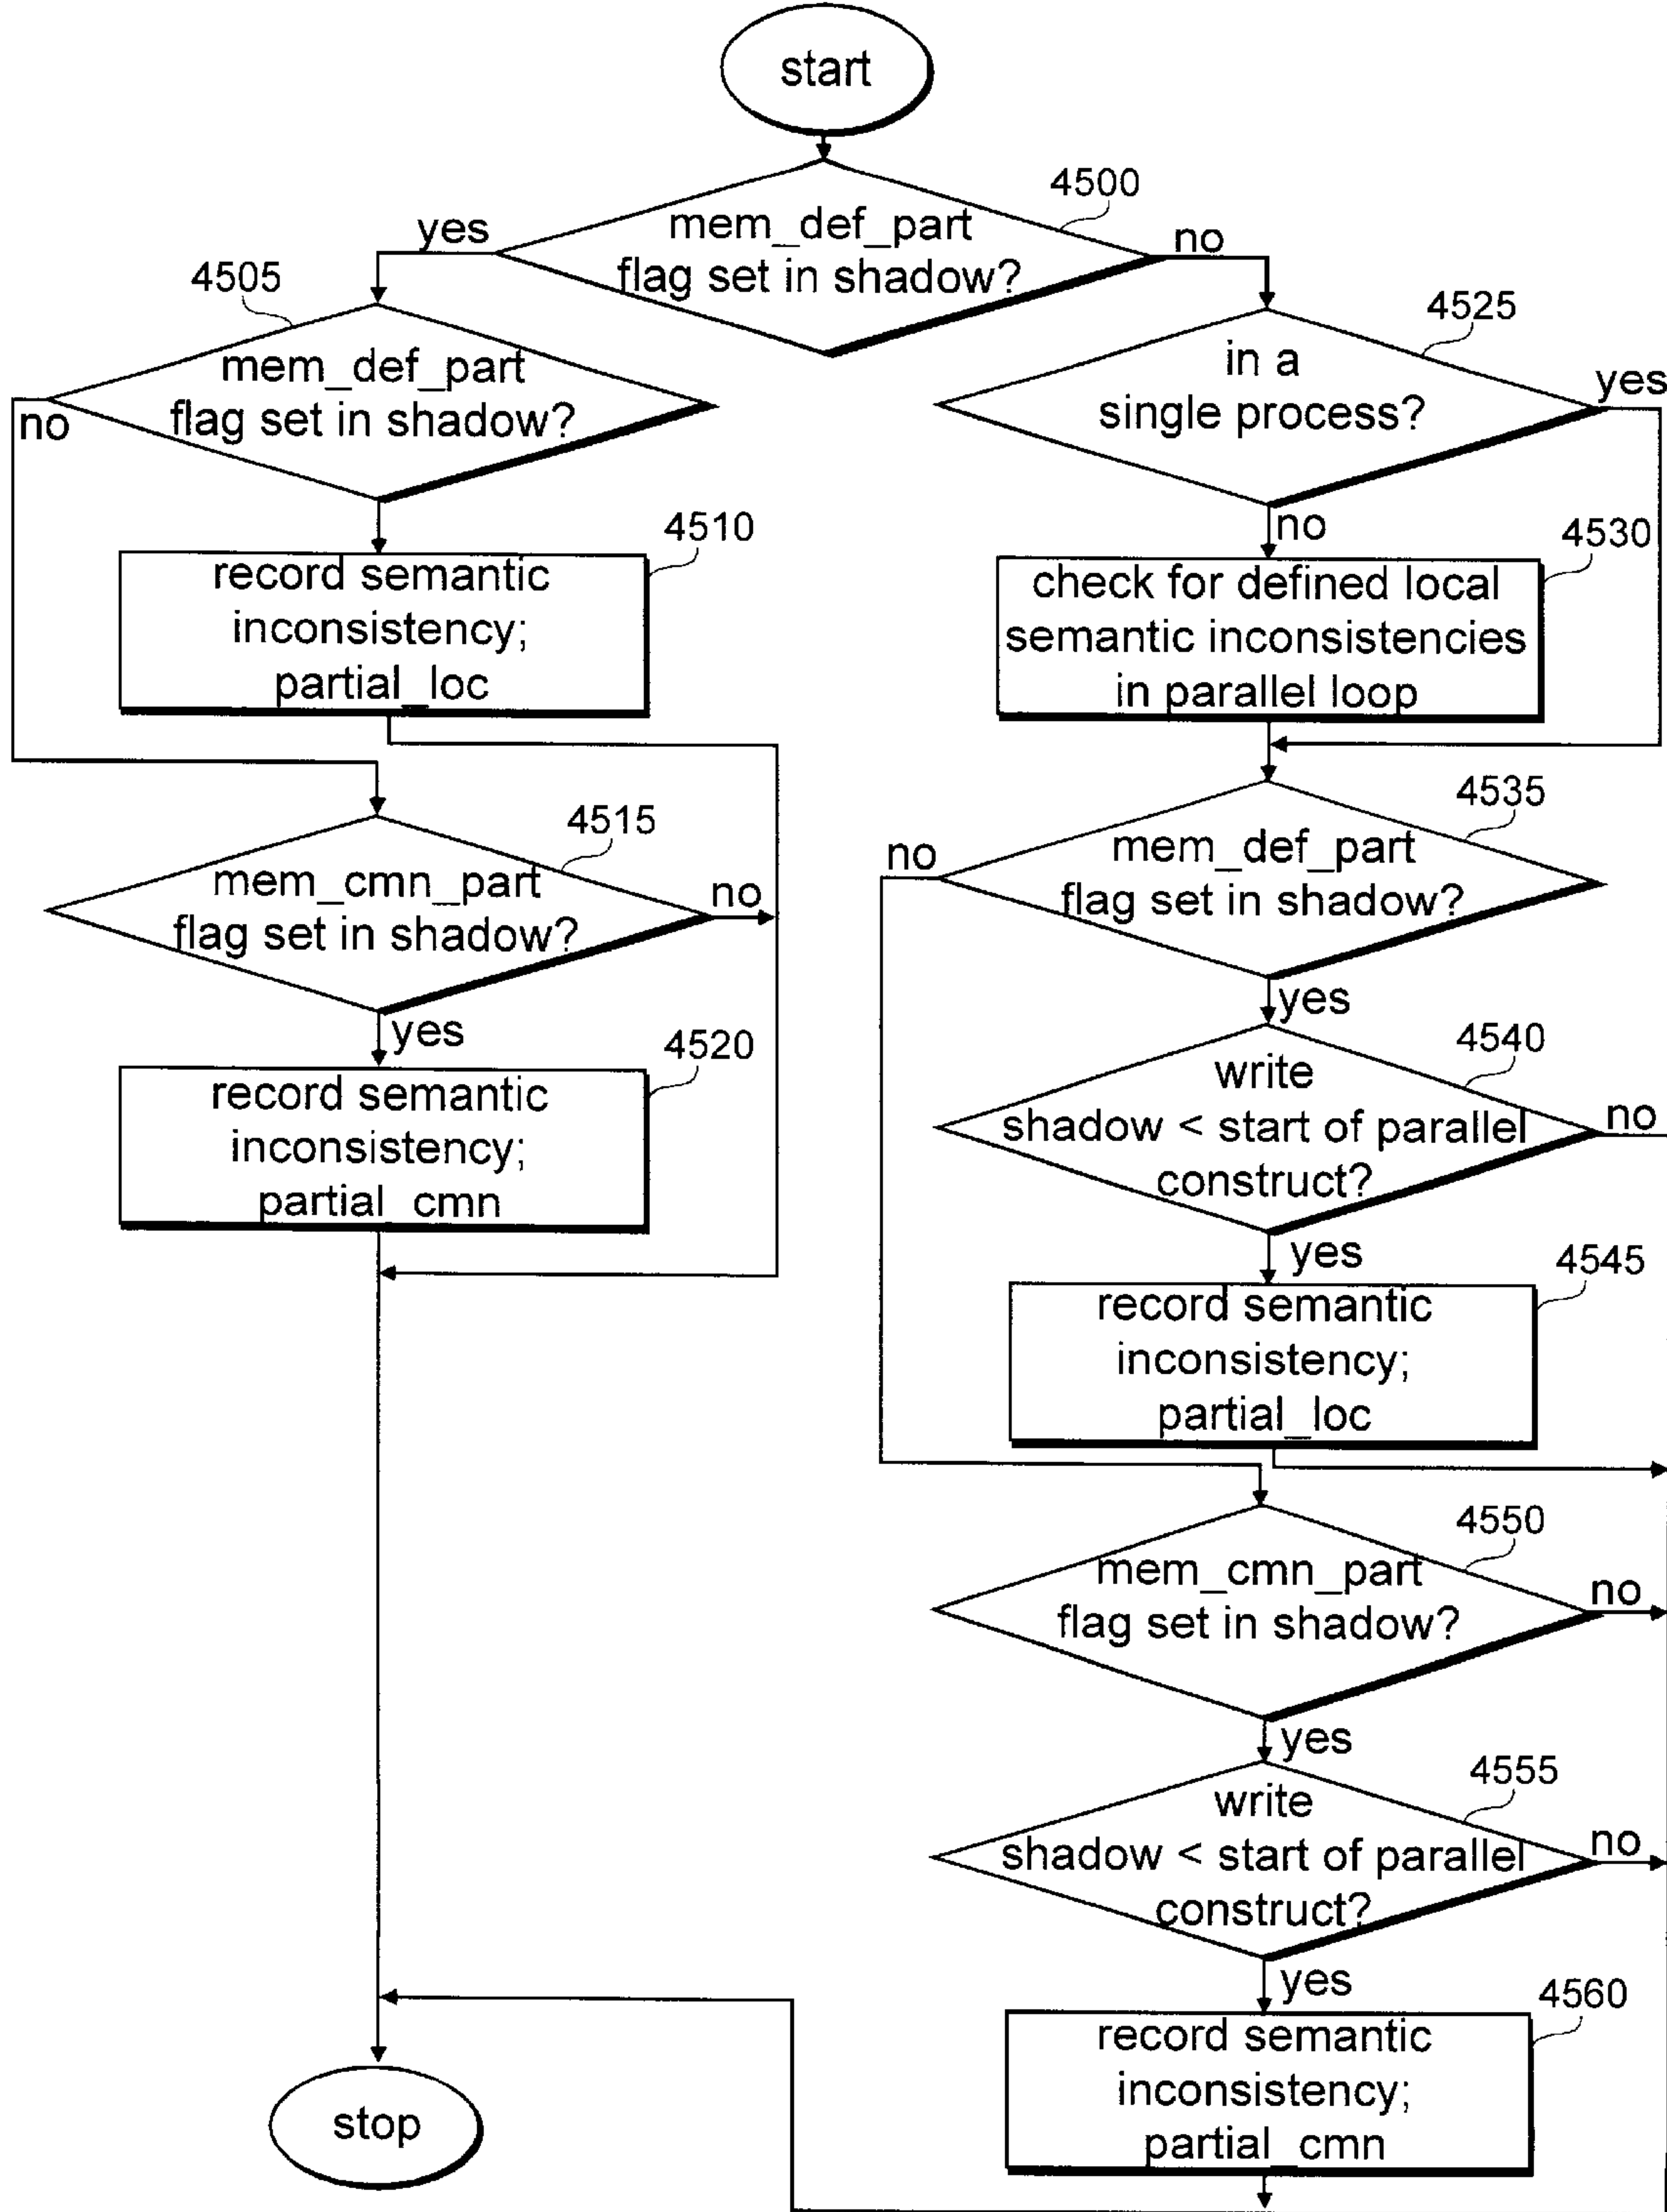 start
4500
mem_def_part
flag set in shadow?
yes
no
4505
mem_def_part
flag set in shadow?
no
4510
record semantic
inconsistency;
partial_loc
4515
mem_cmn_part
flag set in shadow?
no
yes
4520
record semantic
inconsistency;
partial_cmn
4525
in a
single process?
yes
no
4530
check for defined local
semantic inconsistencies
in parallel loop
4535
mem_def_part
flag set in shadow?
no
yes
4540
write
shadow < start of parallel
construct?
no
yes
4545
record semantic
inconsistency;
partial_loc
4550
mem_cmn_part
flag set in shadow?
no
yes
4555
write
shadow < start of parallel
construct?
no
yes
4560
record semantic
inconsistency;
partial_cmn
stop